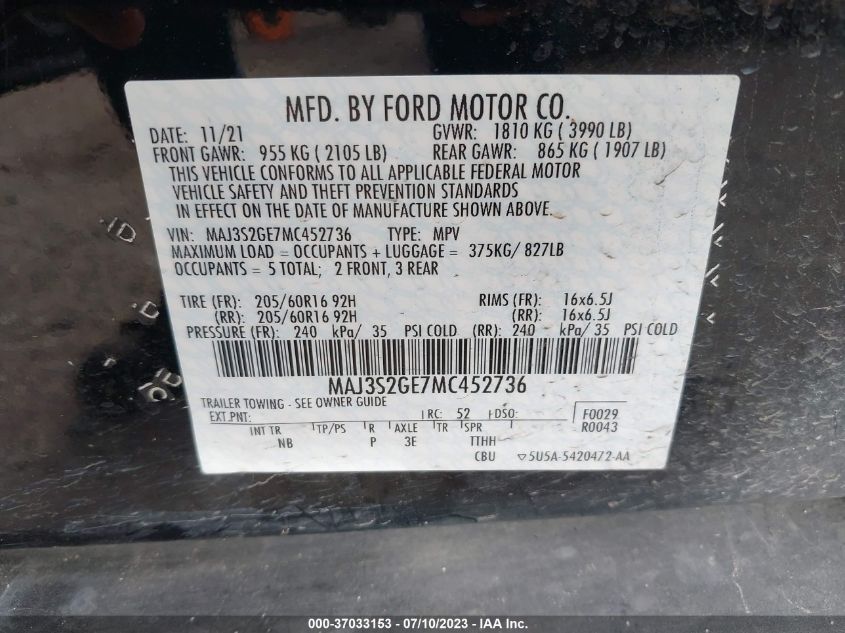 MFD. BY FORD MOTOR CO.
DATE: 11/21 GVWR: 1810 KG ( 3990 LB)
FRONT GAWR: 955 KG ( 2105 LB) REAR GAWR: 865 KG ( 1907 LB)
THIS VEHICLE CONFORMS TO ALL APPLICABLE FEDERAL MOTOR
VEHICLE SAFETY AND THEFT PREVENTION STANDARDS
IN EFFECT ON THE DATE OF MANUFACTURE SHOWN ABOVE.
VIN: MAJ3S2GE7MC452736 TYPE: MPV
MAXIMUM LOAD = OCCUPANTS + LUGGAGE = 375KG/ 827LB
OCCUPANTS = 5 TOTAL; 2 FRONT, 3 REAR
TIRE (FR): 205/60R16 92H RIMS (FR): 16x6.5J
(RR): 205/60R16 92H (RR): 16x6.5J
PRESSURE (FR): 240 kPa/ 35 PSI COLD (RR): 240 kPa/ 35 PSI COLD
MAJ3S2GE7MC452736
TRAILER TOWING - SEE OWNER GUIDE
EXT.PNT: RC: 52 DSO: F0029
R0043
INT TR TP/PS R AXLE TR SPR
NB P 3E TTHH
CBU 5U5A-5420472-AA
000-37033153 - 07/10/2023 - IAA Inc.